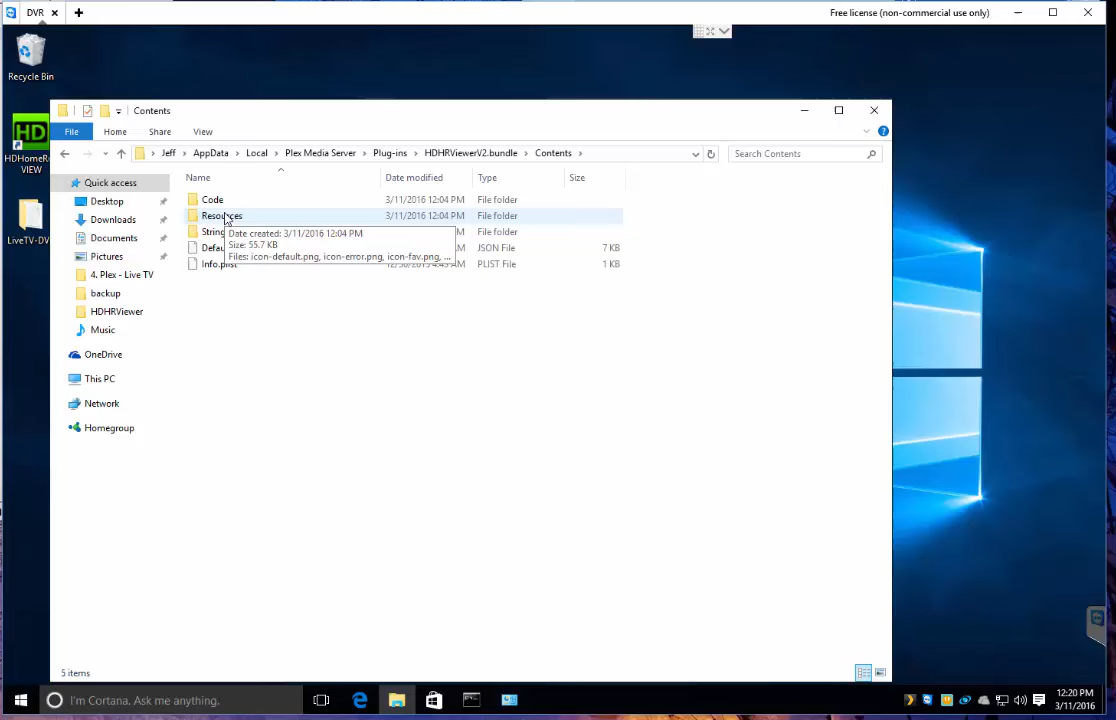 DVR
Free license (non-commercial use only)
Recycle Bin
Contents
File Home Share View
Jeff AppData Local Plex Media Server Plug-ins HDHRViewerV2.bundle Contents
Search Contents
HD
HDHomeR
VIEW
LiveTV-DV
Quick access
Desktop
Downloads
Documents
Pictures
4. Plex - Live TV
backup
HDHRViewer
Music
OneDrive
This PC
Network
Homegroup
Name Date modified Type Size
Code 3/11/2016 12:04 PM File folder
Resources 3/11/2016 12:04 PM File folder
String AM File folder
Defau JSON File 7 KB
Info.plist PLIST File 1 KB
Date created: 3/11/2016 12:04 PM
Size: 55.7 KB
Files: icon-default.png, icon-error.png, icon-fav.png, ...
5 items
I'm Cortana. Ask me anything.
12:20 PM
3/11/2016